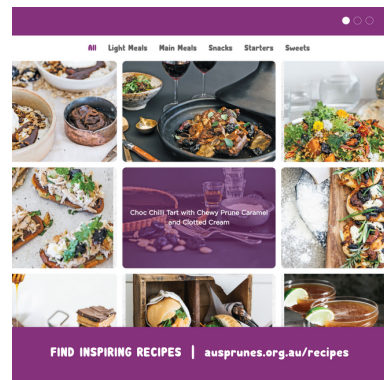 All Light Meals Main Meals Snacks Starters Sweets
Choc Chilli Tart with Chewy Prune Caramel
and Clotted Cream
FIND INSPIRING RECIPES | ausprunes.org.au/recipes